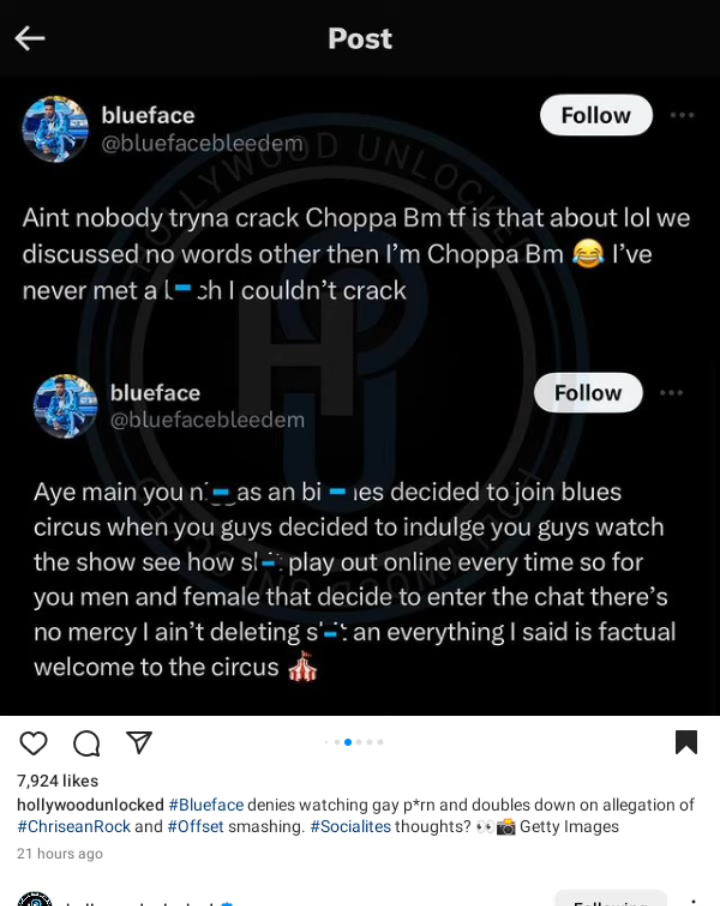 Post
blueface
@bluefacebleedem
Follow
HOLLYWOOD UNLOCKED
Aint nobody tryna crack Choppa Bm tf is that about lol we
discussed no words other then I'm Choppa Bm 😂 I've
never met a ch I couldn't crack
blueface
@bluefacebleedem
Follow
Aye main you as an bi decided to join blues
circus when you guys decided to indulge you guys watch
the show see how play out online every time so for
you men and female that decide to enter the chat there's
no mercy I ain't deleting an everything I said is factual
welcome to the circus 🎪
7,924 likes
hollywoodunlocked #Blueface denies watching gay p*rn and doubles down on allegation of
#ChriseanRock and #Offset smashing. #Socialites thoughts? 👀📸 Getty Images
21 hours ago